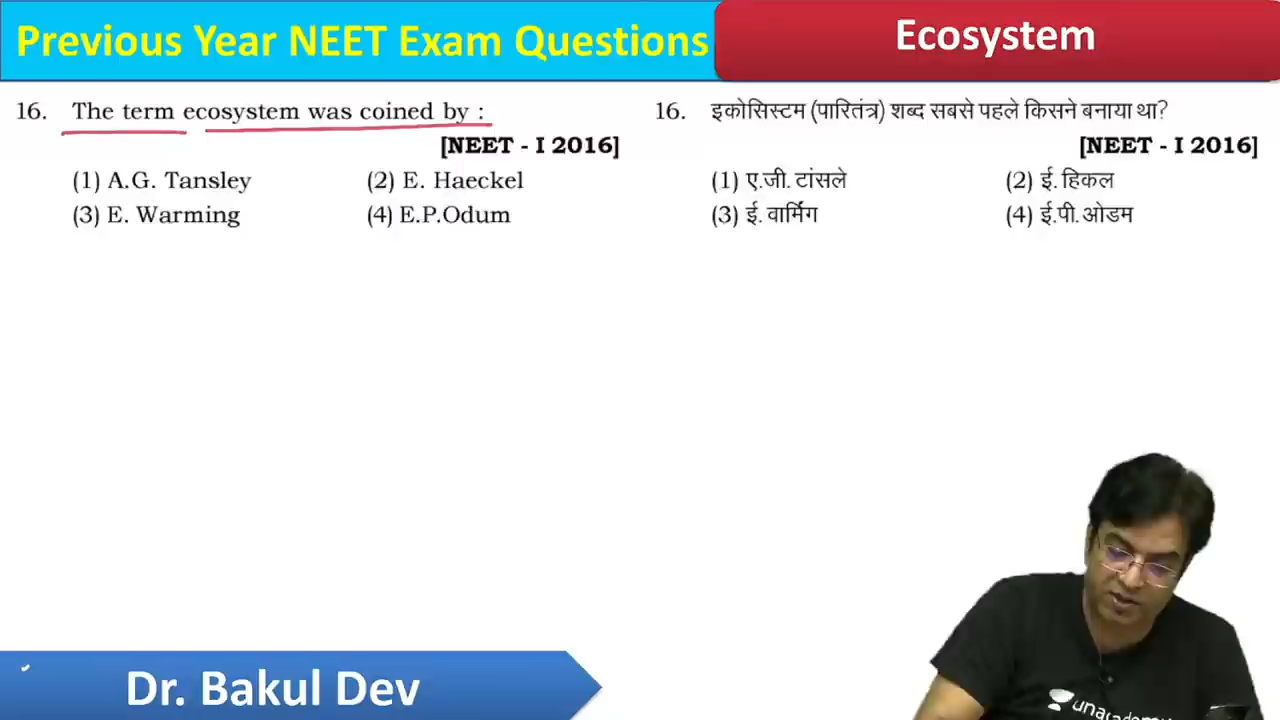 Previous Year NEET Exam Questions
Ecosystem
16. The term ecosystem was coined by :
[NEET - I 2016]
(1) A.G. Tansley (2) E. Haeckel
(3) E. Warming (4) E.P.Odum
16. इकोसिस्टम (पारितंत्र) शब्द सबसे पहले किसने बनाया था?
[NEET - I 2016]
(1) ए.जी. टांसले (2) ई. हिकल
(3) ई. वार्मिंग (4) ई.पी. ओडम
Dr. Bakul Dev